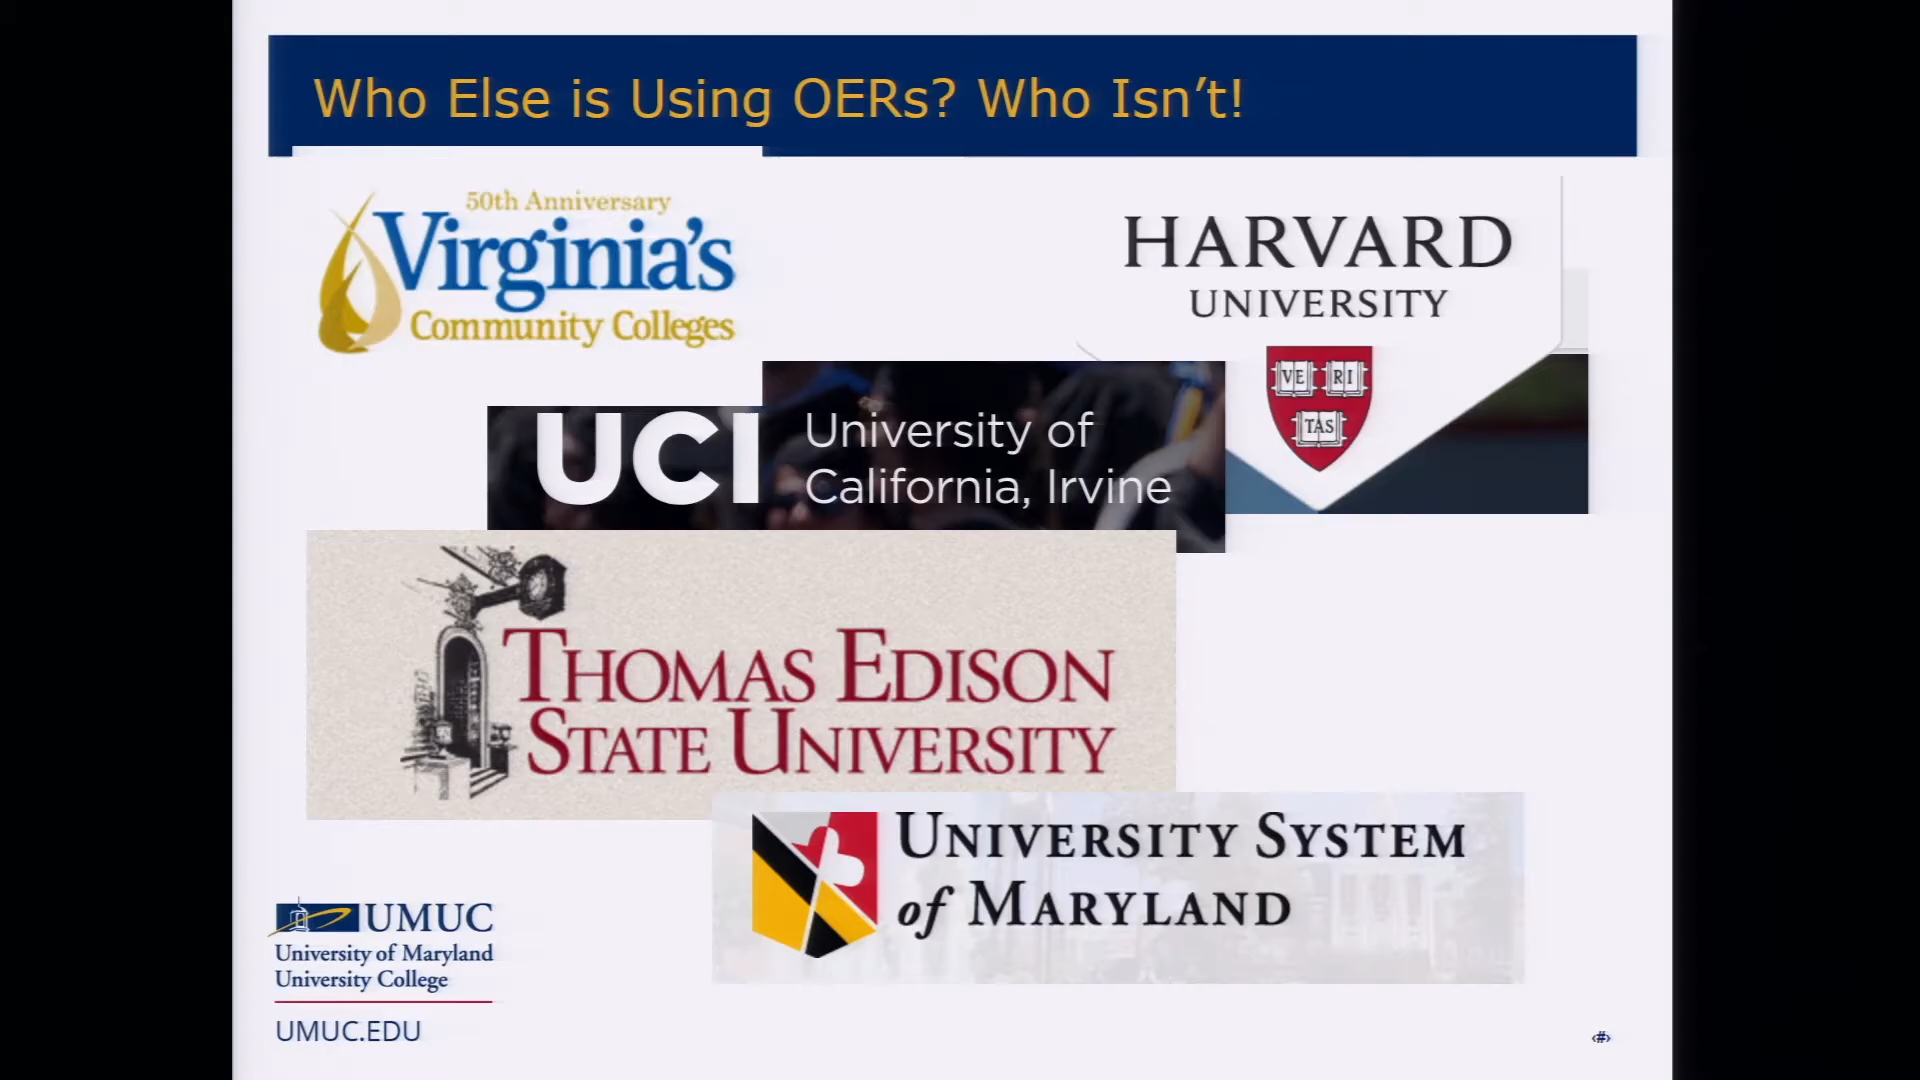 Who Else is Using OERs? Who Isn't!
50th Anniversary
Virginia's
Community Colleges
HARVARD
UNIVERSITY
VE RI
TAS
UCI
University of
California, Irvine
THOMAS EDISON
STATE UNIVERSITY
UNIVERSITY SYSTEM
of MARYLAND
UMUC
University of Maryland
University College
UMUC.EDU
‹#›